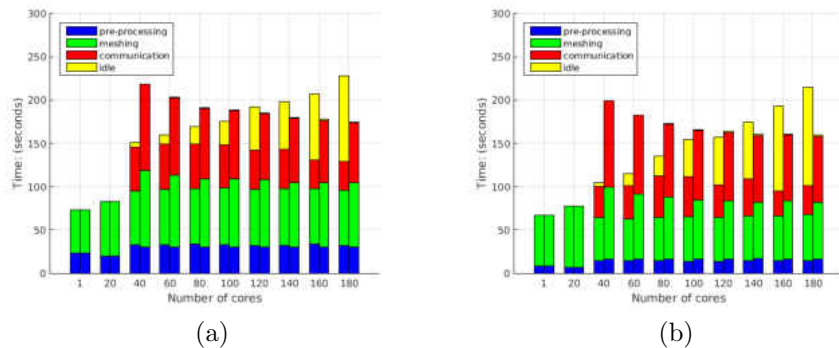 300
250
200
150
100
50
0
Time: (seconds)
pre-processing
meshing
communication
idle
1 20 40 60 80 100 120 140 160 180
Number of cores
(a)
300
250
200
150
100
50
0
Time: (seconds)
pre-processing
meshing
communication
idle
1 20 40 60 80 100 120 140 160 180
Number of cores
(b)